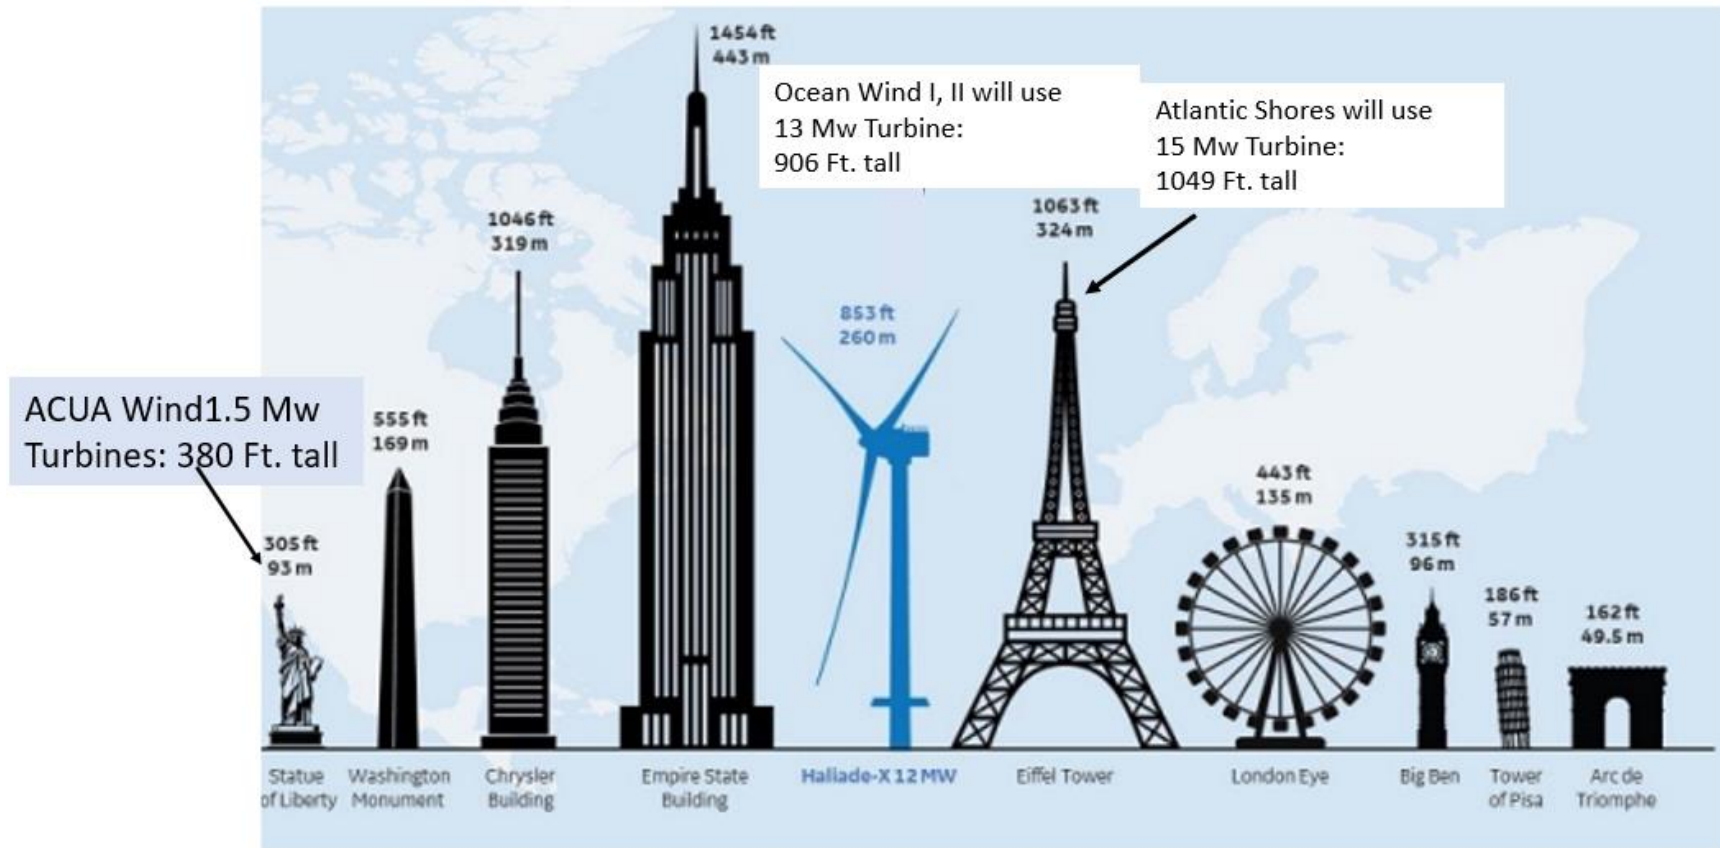 1454 ft
443 m
Ocean Wind I, II will use
13 Mw Turbine:
906 Ft. tall
Atlantic Shores will use
15 Mw Turbine:
1049 Ft. tall
1046 ft
319 m
1063 ft
324 m
853 ft
260 m
ACUA Wind1.5 Mw
Turbines: 380 Ft. tall
555 ft
169 m
443 ft
135 m
305 ft
93 m
315 ft
96 m
186 ft
57 m
162 ft
49.5 m
Statue
of Liberty
Washington
Monument
Chrysler
Building
Empire State
Building
Haliade-X 12 MW
Eiffel Tower
London Eye
Big Ben
Tower
of Pisa
Arc de
Triomphe